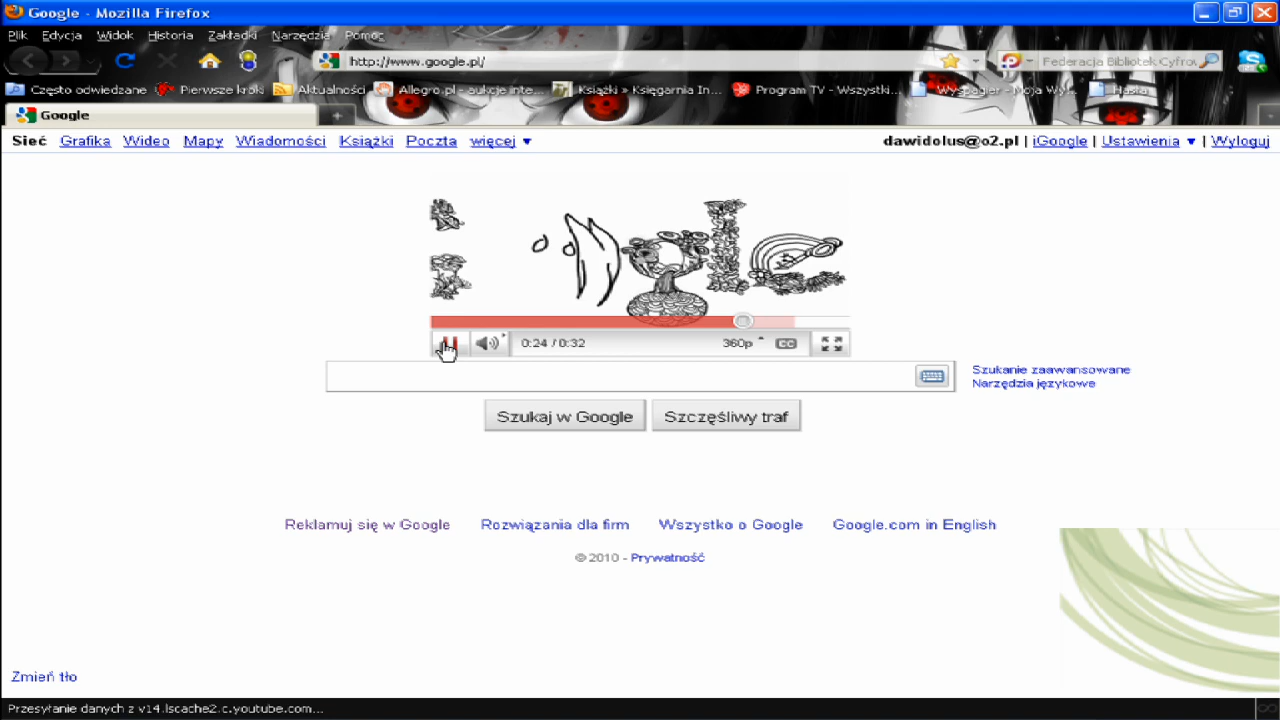 Google - Mozilla Firefox
Plik Edycja Widok Historia Zakładki Narzędzia Pomoc
http://www.google.pl/ Federacja Bibliotek Cyfrow
Często odwiedzane Pierwsze kroki Aktualności Allegro.pl - aukcje inte... Książki » Księgarnia In... Program TV - Wszystki... Wyspagier - Moja Wy... Hasła
Google
Sieć Grafika Wideo Mapy Wiadomości Książki Poczta więcej ▼ dawidolus@o2.pl | iGoogle | Ustawienia ▼ | Wyloguj
0:24 / 0:32 360p CC
Szukanie zaawansowane
Narzędzia językowe
Szukaj w Google Szczęśliwy traf
Reklamuj się w Google Rozwiązania dla firm Wszystko o Google Google.com in English
© 2010 - Prywatność
Zmień tło
Przesyłanie danych z v14.lscache2.c.youtube.com...